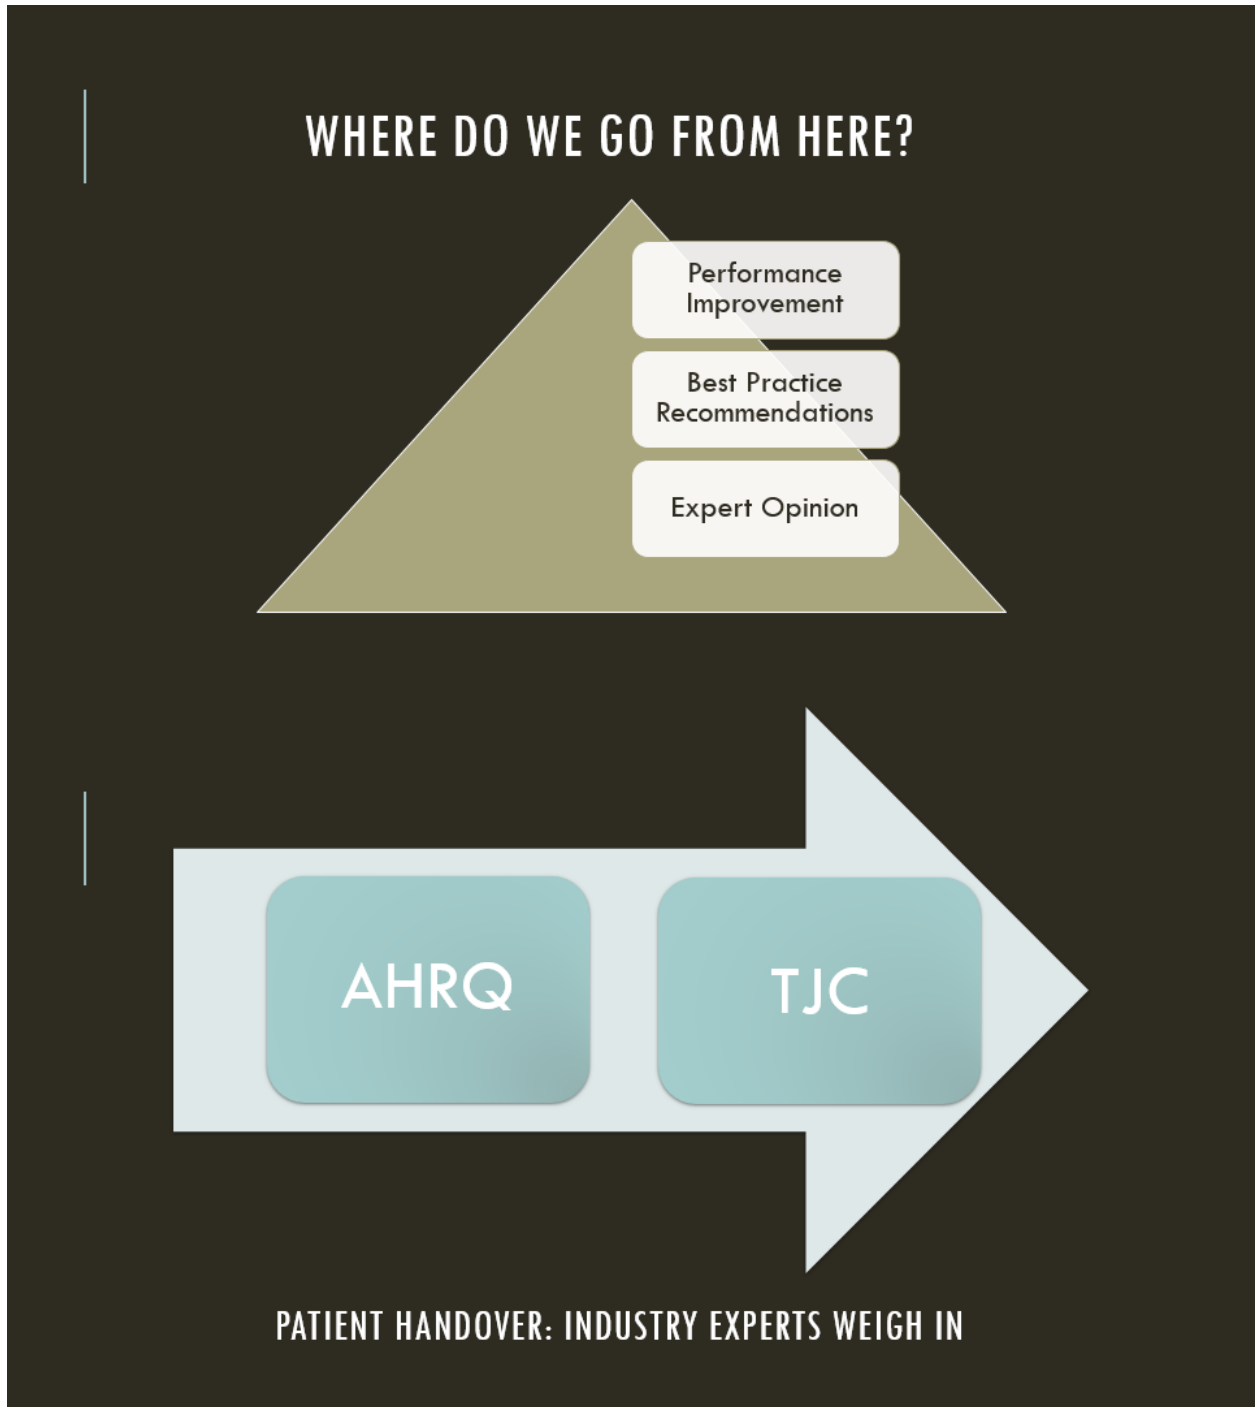 WHERE DO WE GO FROM HERE?
Performance
Improvement
Best Practice
Recommendations
Expert Opinion
AHRQ
TJC
PATIENT HANDOVER: INDUSTRY EXPERTS WEIGH IN